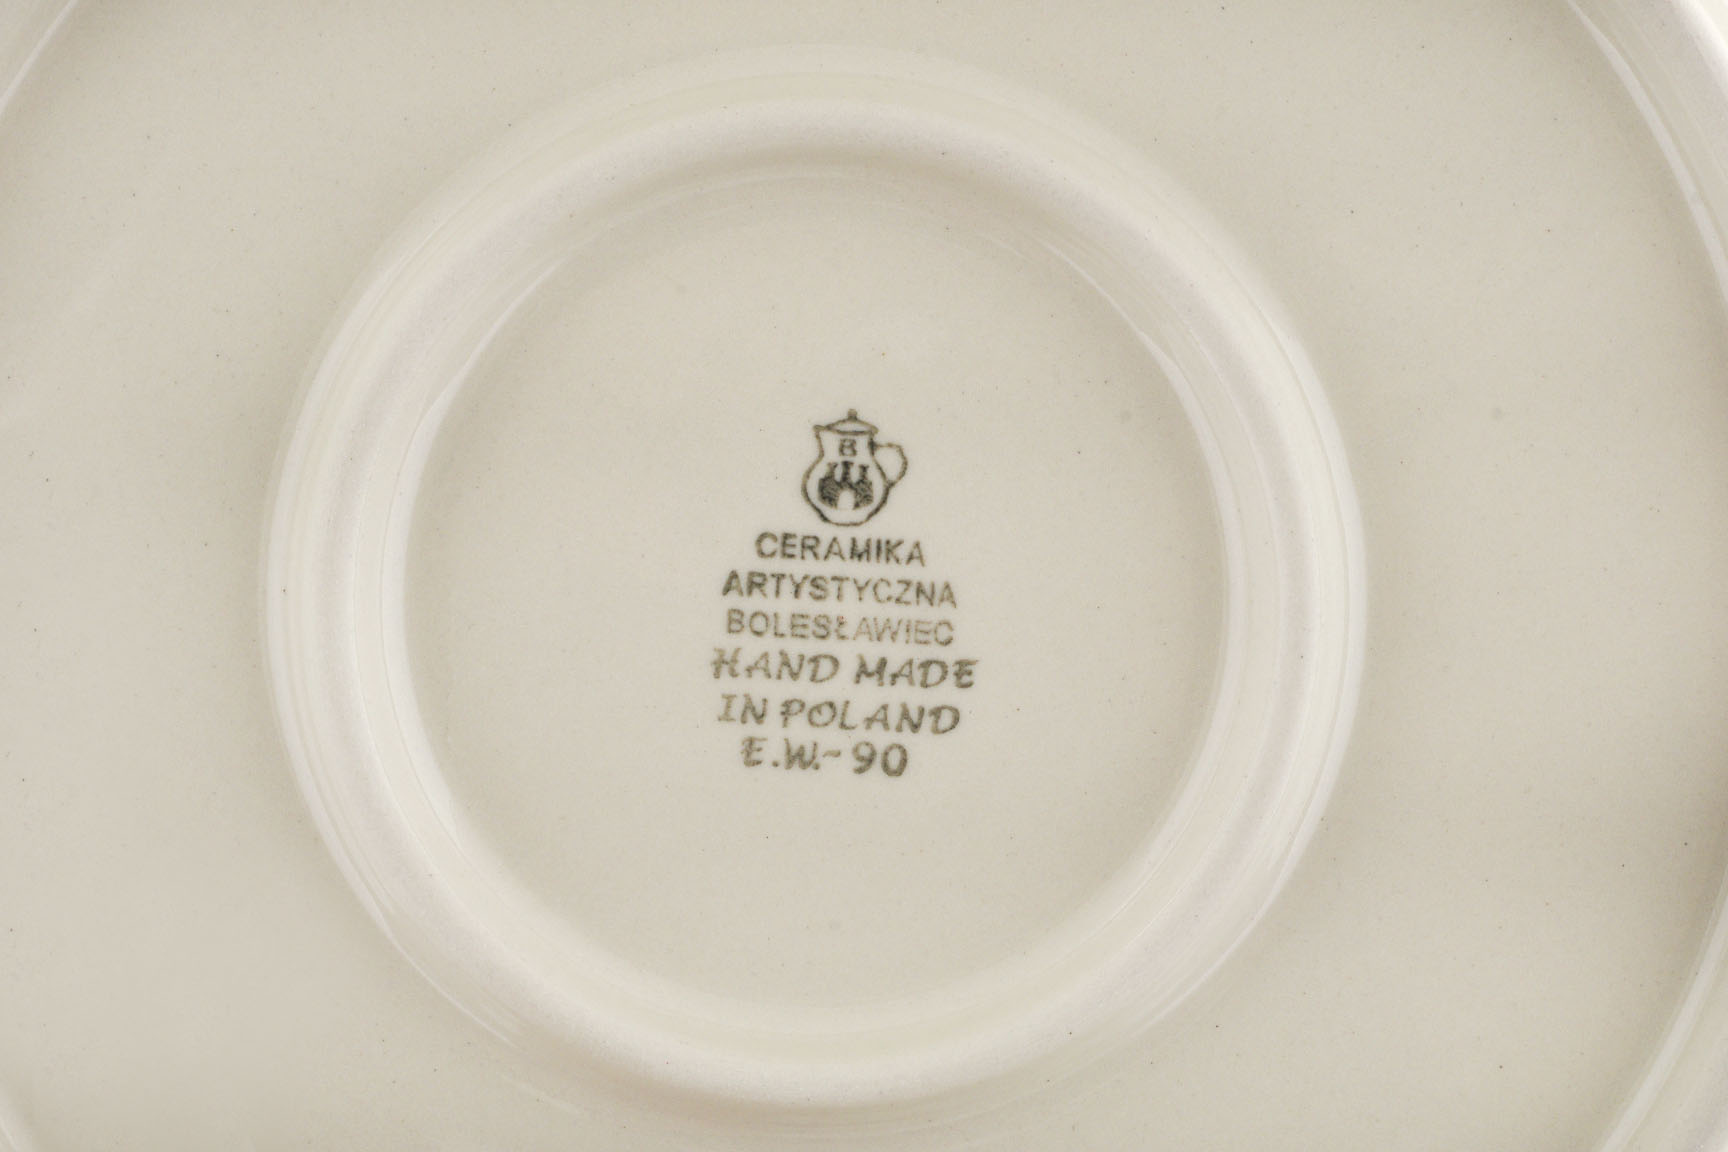 B
CERAMIKA
ARTYSTYCZNA
BOLESŁAWIEC
HAND MADE
IN POLAND
E.W.~90